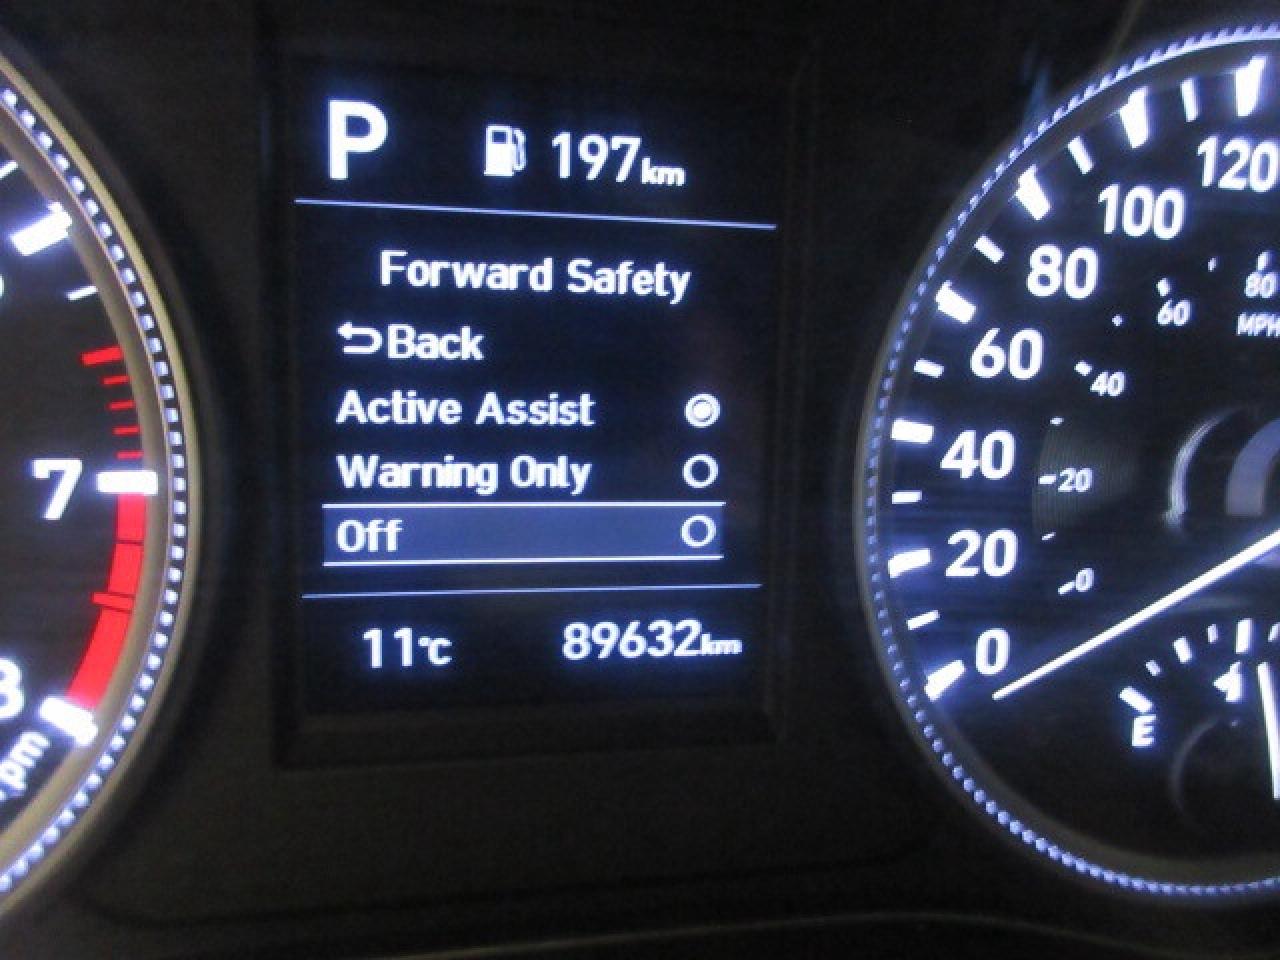 P 197km
Forward Safety
Back
Active Assist
Warning Only
Off
11°C 89632km
7
pm
120
100
80
60
40
20
0
80
MPH
60
40
20
0
E